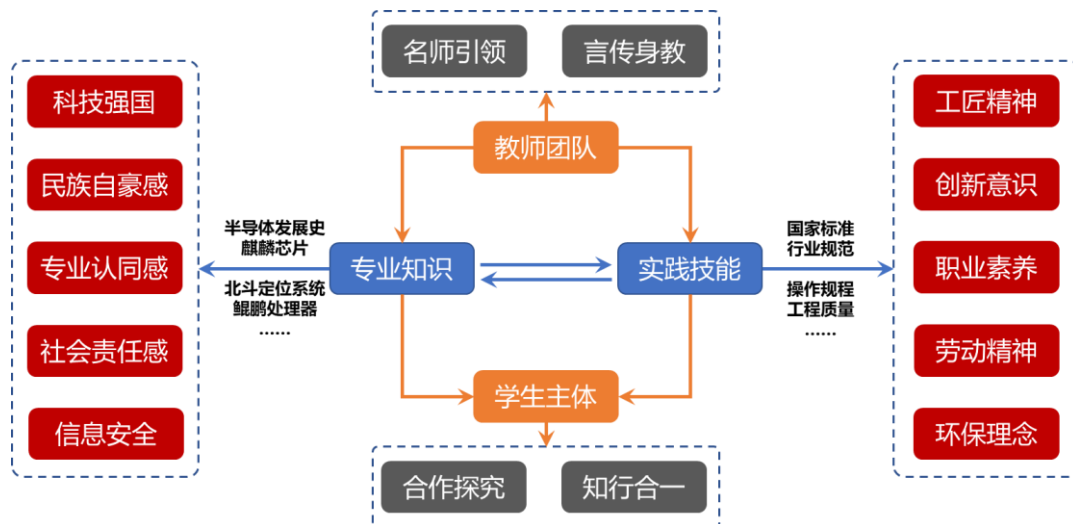 名师引领
言传身教
教师团队
科技强国
民族自豪感
专业认同感
社会责任感
信息安全
半导体发展史
麒麟芯片
北斗定位系统
鲲鹏处理器
……
专业知识
实践技能
国家标准
行业规范
操作规程
工程质量
……
工匠精神
创新意识
职业素养
劳动精神
环保理念
学生主体
合作探究
知行合一